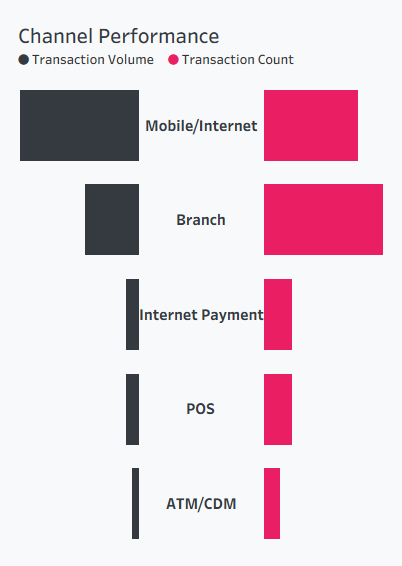 Channel Performance
Transaction Volume Transaction Count
Mobile/Internet
Branch
Internet Payment
POS
ATM/CDM